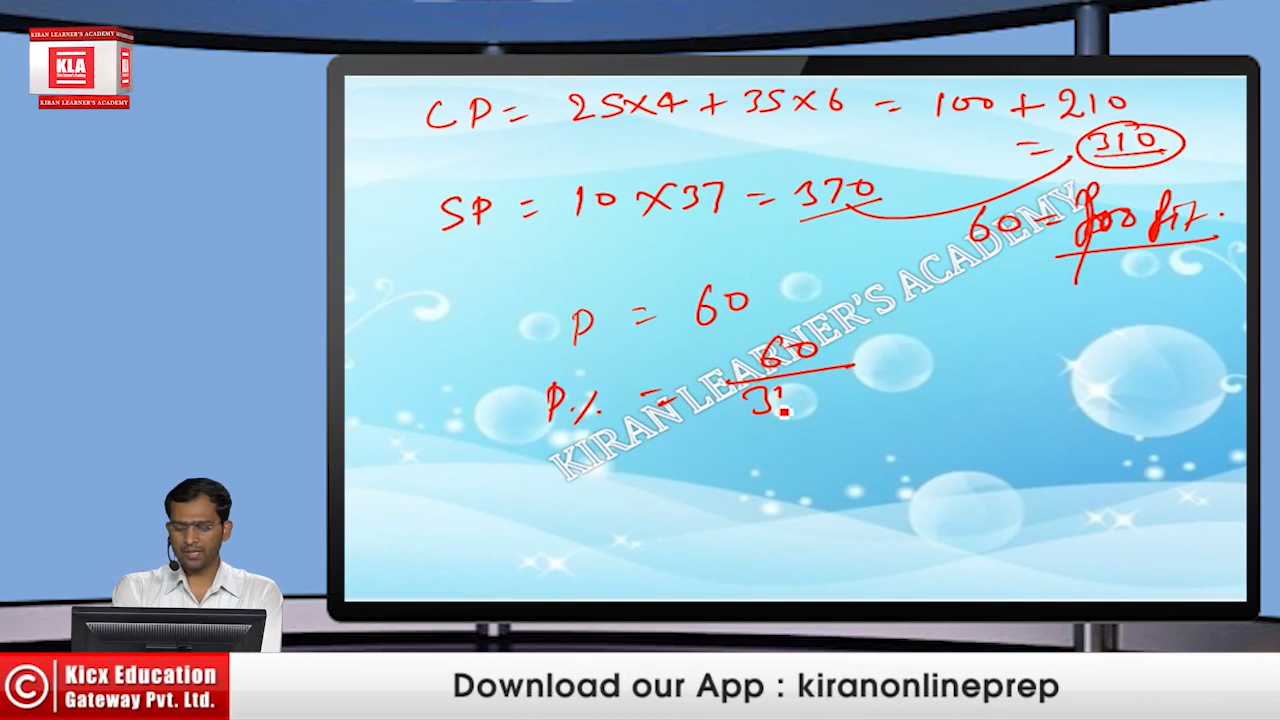 KIRAN LEARNER'S ACADEMY
KLA
KIRAN LEARNER'S ACADEMY
CP = 25×4 + 35×6 = 100 + 210
= 310
SP = 10 × 37 = 370
60 = profit.
P = 60
P% = 60
31
KIRAN LEARNER'S ACADEMY
© Kicx Education
Gateway Pvt. Ltd.
Download our App : kiranonlineprep